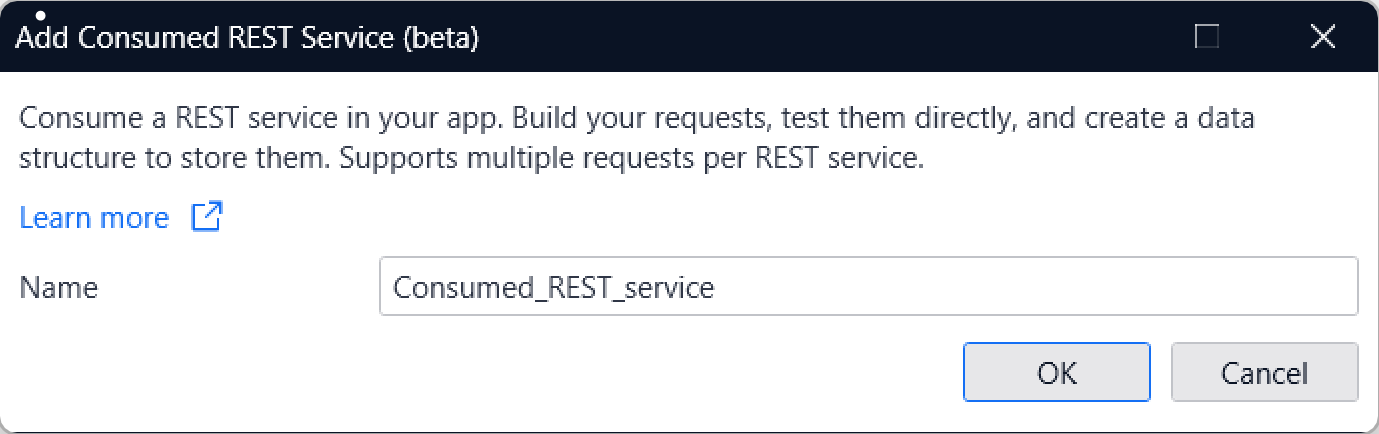 Add Consumed REST Service (beta)
Consume a REST service in your app. Build your requests, test them directly, and create a data
structure to store them. Supports multiple requests per REST service.
Learn more
Name
Consumed_REST_service
OK
Cancel